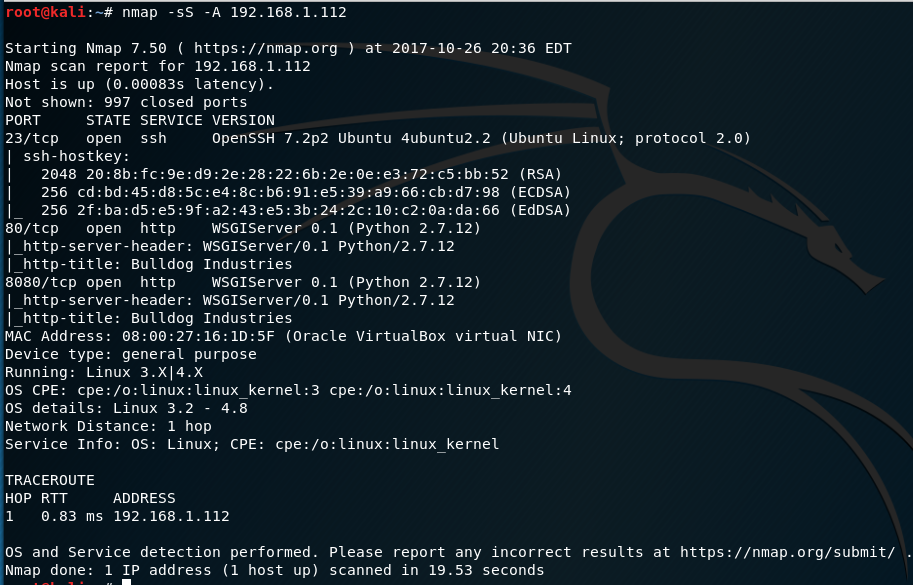 root@kali:~# nmap -sS -A 192.168.1.112

Starting Nmap 7.50 ( https://nmap.org ) at 2017-10-26 20:36 EDT
Nmap scan report for 192.168.1.112
Host is up (0.00083s latency).
Not shown: 997 closed ports
PORT     STATE SERVICE VERSION
23/tcp   open  ssh     OpenSSH 7.2p2 Ubuntu 4ubuntu2.2 (Ubuntu Linux; protocol 2.0)
| ssh-hostkey:
|   2048 20:8b:fc:9e:d9:2e:28:22:6b:2e:0e:e3:72:c5:bb:52 (RSA)
|   256 cd:bd:45:d8:5c:e4:8c:b6:91:e5:39:a9:66:cb:d7:98 (ECDSA)
|_  256 2f:ba:d5:e5:9f:a2:43:e5:3b:24:2c:10:c2:0a:da:66 (EdDSA)
80/tcp   open  http    WSGIServer 0.1 (Python 2.7.12)
|_http-server-header: WSGIServer/0.1 Python/2.7.12
|_http-title: Bulldog Industries
8080/tcp open  http    WSGIServer 0.1 (Python 2.7.12)
|_http-server-header: WSGIServer/0.1 Python/2.7.12
|_http-title: Bulldog Industries
MAC Address: 08:00:27:16:1D:5F (Oracle VirtualBox virtual NIC)
Device type: general purpose
Running: Linux 3.X|4.X
OS CPE: cpe:/o:linux:linux_kernel:3 cpe:/o:linux:linux_kernel:4
OS details: Linux 3.2 - 4.8
Network Distance: 1 hop
Service Info: OS: Linux; CPE: cpe:/o:linux:linux_kernel

TRACEROUTE
HOP RTT     ADDRESS
1   0.83 ms 192.168.1.112

OS and Service detection performed. Please report any incorrect results at https://nmap.org/submit/ .
Nmap done: 1 IP address (1 host up) scanned in 19.53 seconds
root@kali:~#